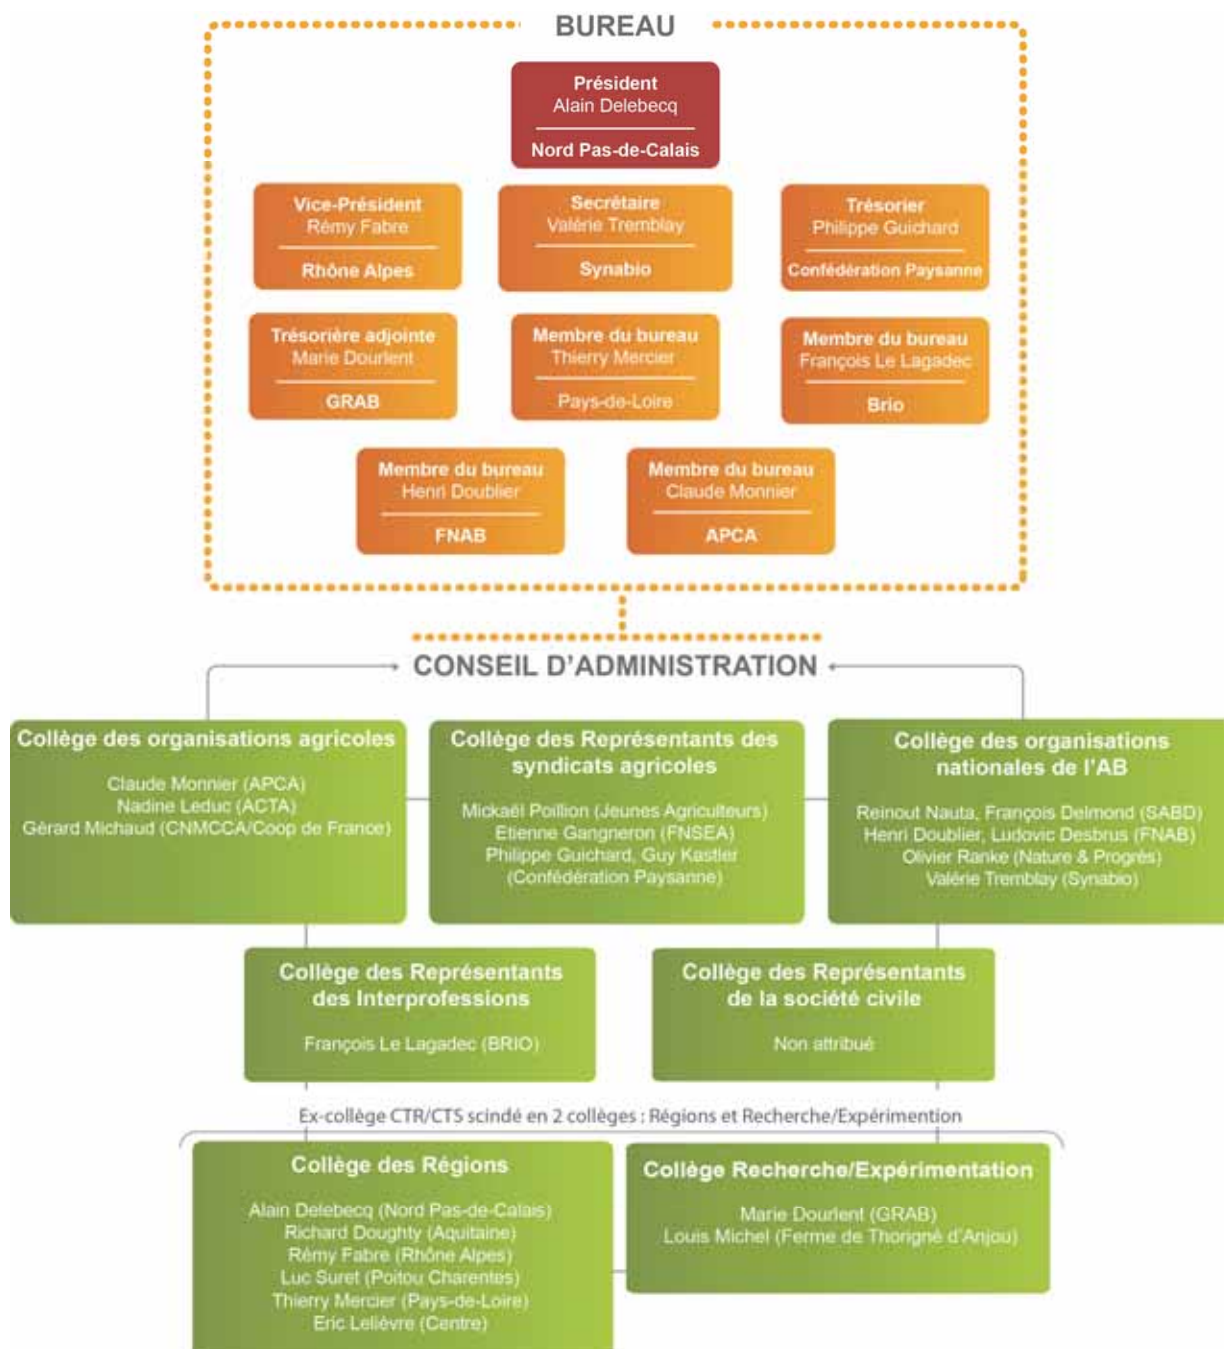 BUREAU
Président
Alain Delebecq
Nord Pas-de-Calais
Vice-Président
Rémy Fabre
Rhône Alpes
Secrétaire
Valérie Tremblay
Synabio
Trésorier
Philippe Guichard
Confédération Paysanne
Trésorière adjointe
Marie Dourlent
GRAB
Membre du bureau
Thierry Mercier
Pays-de-Loire
Membre du bureau
François Le Lagadec
Brio
Membre du bureau
Henri Doublier
FNAB
Membre du bureau
Claude Monnier
APCA
CONSEIL D'ADMINISTRATION
Collège des organisations agricoles
Claude Monnier (APCA)
Nadine Leduc (ACTA)
Gérard Michaud (CNMCCA/Coop de France)
Collège des Représentants des
syndicats agricoles
Mickaël Poillion (Jeunes Agriculteurs)
Etienne Gangneron (FNSEA)
Philippe Guichard, Guy Kastler
(Confédération Paysanne)
Collège des organisations
nationales de l'AB
Reinout Nauta, François Delmond (SABD)
Henri Doublier, Ludovic Desbrus (FNAB)
Olivier Ranke (Nature & Progrès)
Valérie Tremblay (Synabio)
Collège des Représentants
des Interprofessions
François Le Lagadec (BRIO)
Collège des Représentants
de la société civile
Non attribué
Ex-collège CTR/CTS scindé en 2 collèges : Régions et Recherche/Expérimention
Collège des Régions
Alain Delebecq (Nord Pas-de-Calais)
Richard Doughty (Aquitaine)
Rémy Fabre (Rhône Alpes)
Luc Suret (Poitou Charentes)
Thierry Mercier (Pays-de-Loire)
Eric Lelièvre (Centre)
Collège Recherche/Expérimentation
Marie Dourlent (GRAB)
Louis Michel (Ferme de Thorigné d'Anjou)